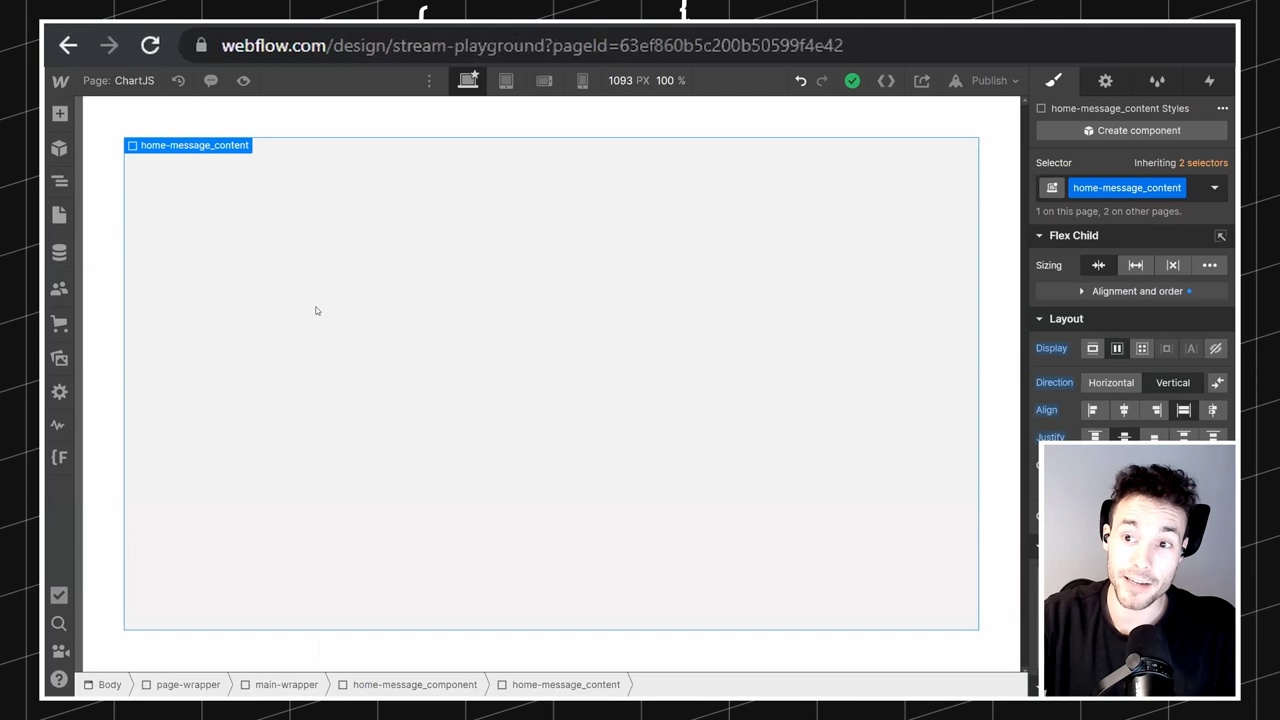 webflow.com/design/stream-playground?pageId=63ef860b5c200b50599f4e42
Page: ChartJS
1093 PX 100 %
Publish
home-message_content Styles
Create component
home-message_content
Selector
Inheriting 2 selectors
home-message_content
1 on this page, 2 on other pages.
Flex Child
Sizing
Alignment and order
Layout
Display
Direction
Horizontal
Vertical
Align
Justify
Body
page-wrapper
main-wrapper
home-message_component
home-message_content